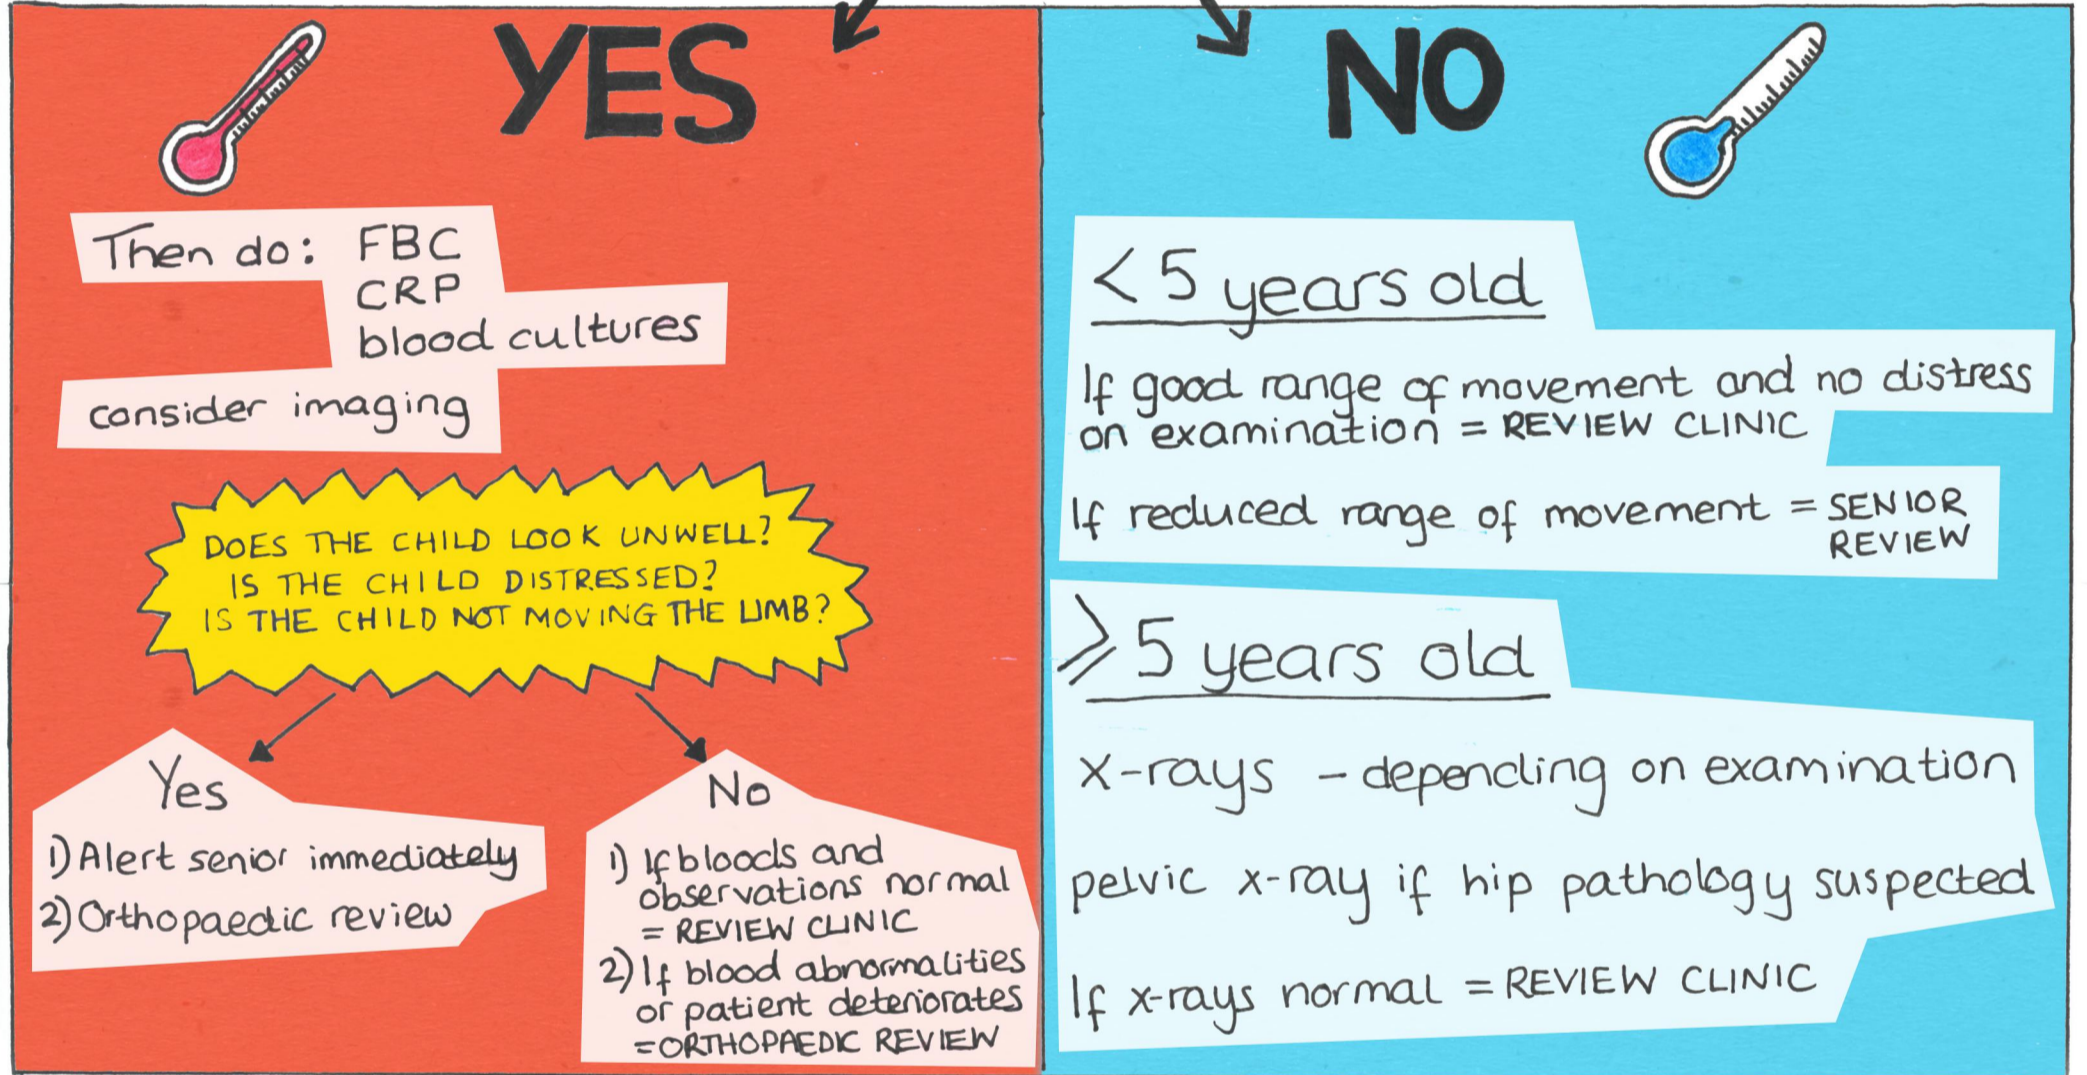 YES
Then do: FBC
CRP
blood cultures
consider imaging
DOES THE CHILD LOOK UNWELL?
IS THE CHILD DISTRESSED?
IS THE CHILD NOT MOVING THE LIMB?
Yes
1) Alert senior immediately
2) Orthopaedic review
No
1) If bloods and
observations normal
= REVIEW CLINIC
2) If blood abnormalities
or patient deteriorates
= ORTHOPAEDIC REVIEW
NO
< 5 years old
If good range of movement and no distress
on examination = REVIEW CLINIC
If reduced range of movement = SENIOR
REVIEW
⩾ 5 years old
x-rays - depending on examination
pelvic x-ray if hip pathology suspected
If x-rays normal = REVIEW CLINIC